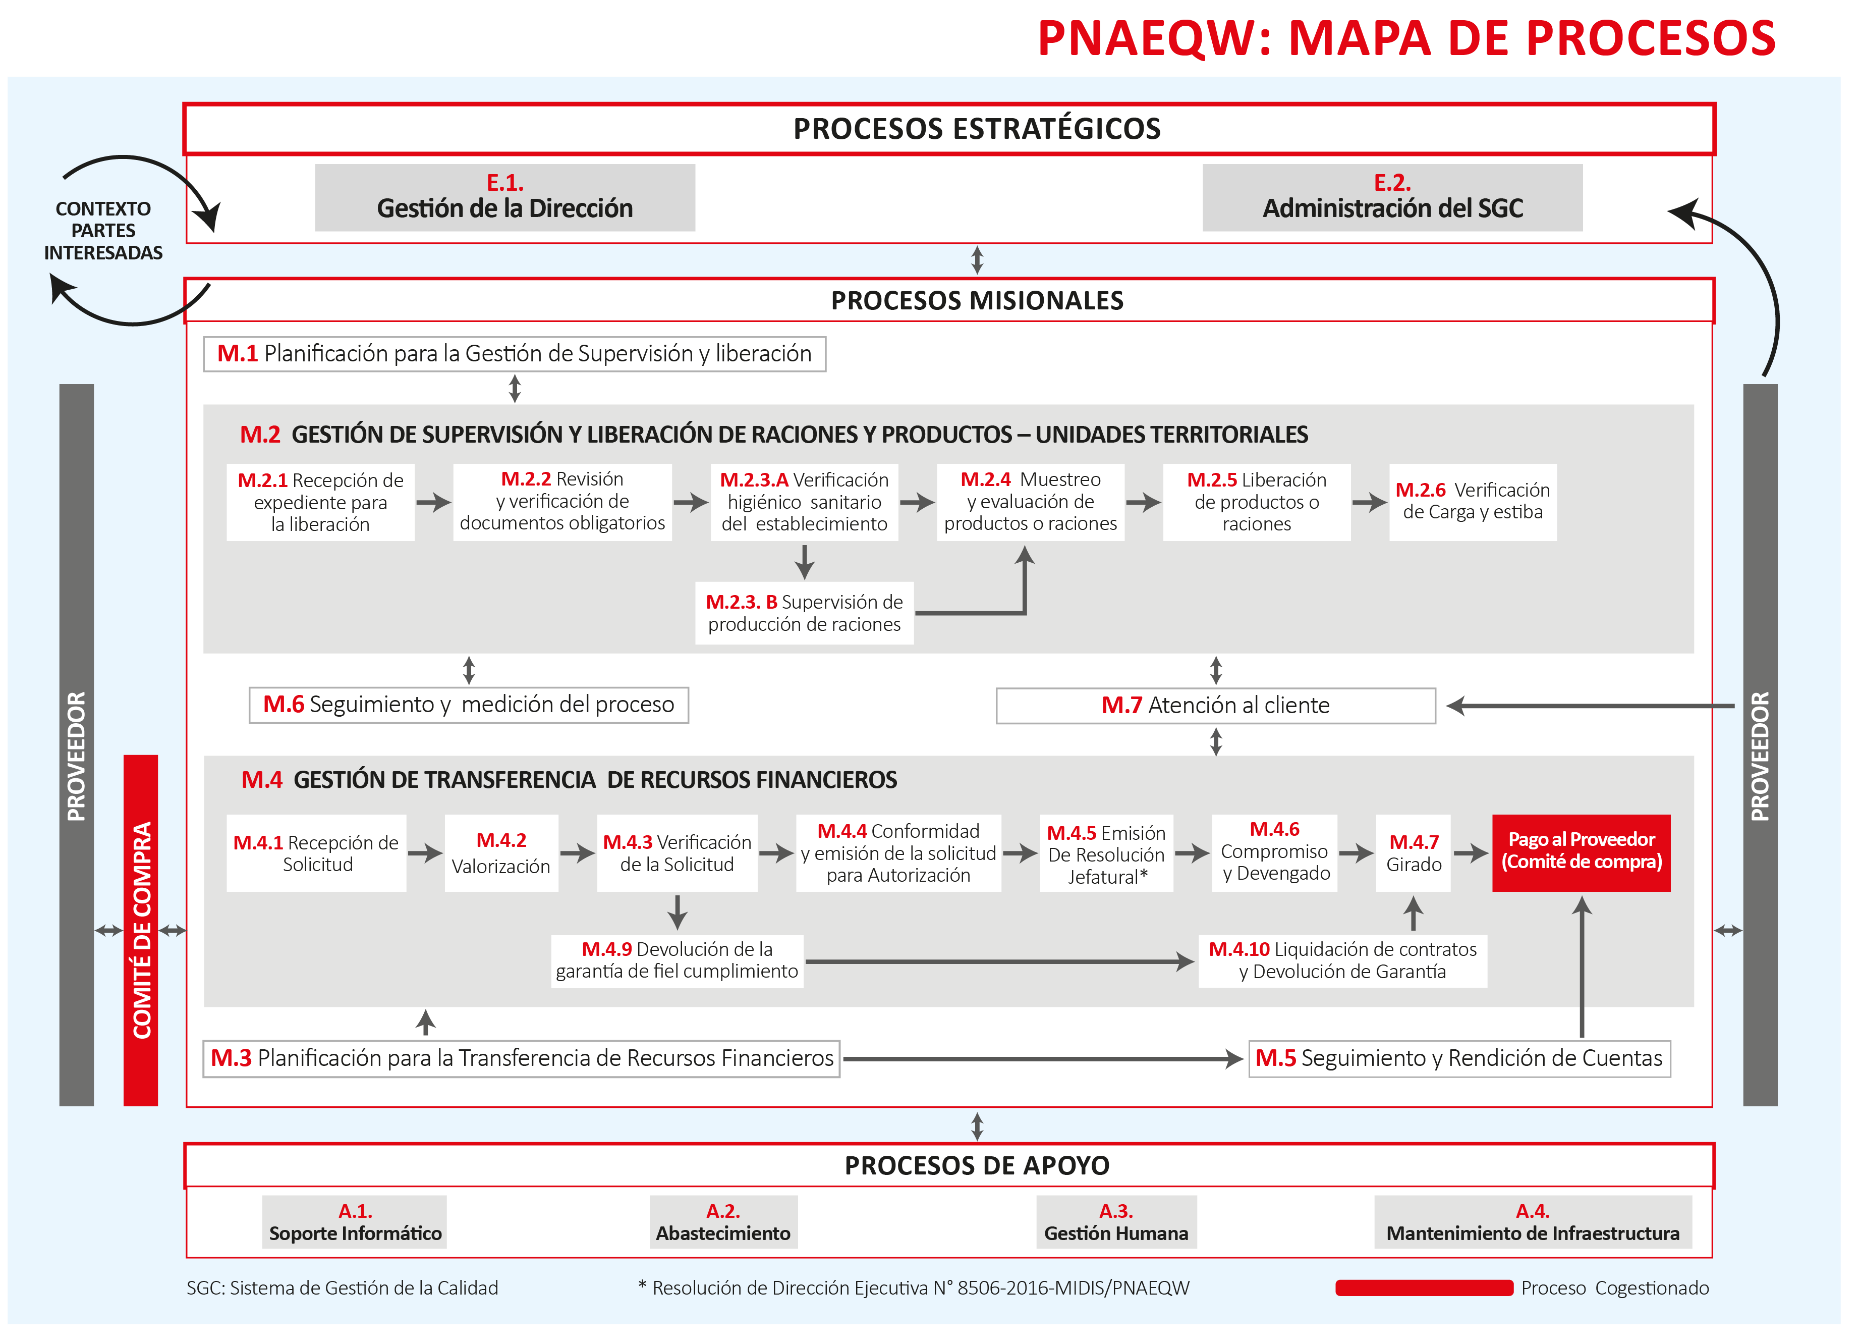 PNAEQW: MAPA DE PROCESOS
PROCESOS ESTRATÉGICOS
E.1.
Gestión de la Dirección
E.2.
Administración del SGC
CONTEXTO
PARTES
INTERESADAS
PROCESOS MISIONALES
M.1 Planificación para la Gestión de Supervisión y liberación
M.2 GESTIÓN DE SUPERVISIÓN Y LIBERACIÓN DE RACIONES Y PRODUCTOS – UNIDADES TERRITORIALES
M.2.1 Recepción de
expediente para
la liberación
M.2.2 Revisión
y verificación de
documentos obligatorios
M.2.3.A Verificación
higiénico sanitario
del establecimiento
M.2.4 Muestreo
y evaluación de
productos o raciones
M.2.5 Liberación
de productos o
raciones
M.2.6 Verificación
de Carga y estiba
M.2.3. B Supervisión de
producción de raciones
M.6 Seguimiento y medición del proceso
M.7 Atención al cliente
PROVEEDOR
COMITÉ DE COMPRA
PROVEEDOR
M.4 GESTIÓN DE TRANSFERENCIA DE RECURSOS FINANCIEROS
M.4.1 Recepción de
Solicitud
M.4.2
Valorización
M.4.3 Verificación
de la Solicitud
M.4.4 Conformidad
y emisión de la solicitud
para Autorización
M.4.5 Emisión
De Resolución
Jefatural*
M.4.6
Compromiso
y Devengado
M.4.7
Girado
Pago al Proveedor
(Comité de compra)
M.4.9 Devolución de la
garantía de fiel cumplimiento
M.4.10 Liquidación de contratos
y Devolución de Garantía
M.3 Planificación para la Transferencia de Recursos Financieros
M.5 Seguimiento y Rendición de Cuentas
PROCESOS DE APOYO
A.1.
Soporte Informático
A.2.
Abastecimiento
A.3.
Gestión Humana
A.4.
Mantenimiento de Infraestructura
SGC: Sistema de Gestión de la Calidad
* Resolución de Dirección Ejecutiva N° 8506-2016-MIDIS/PNAEQW
Proceso Cogestionado